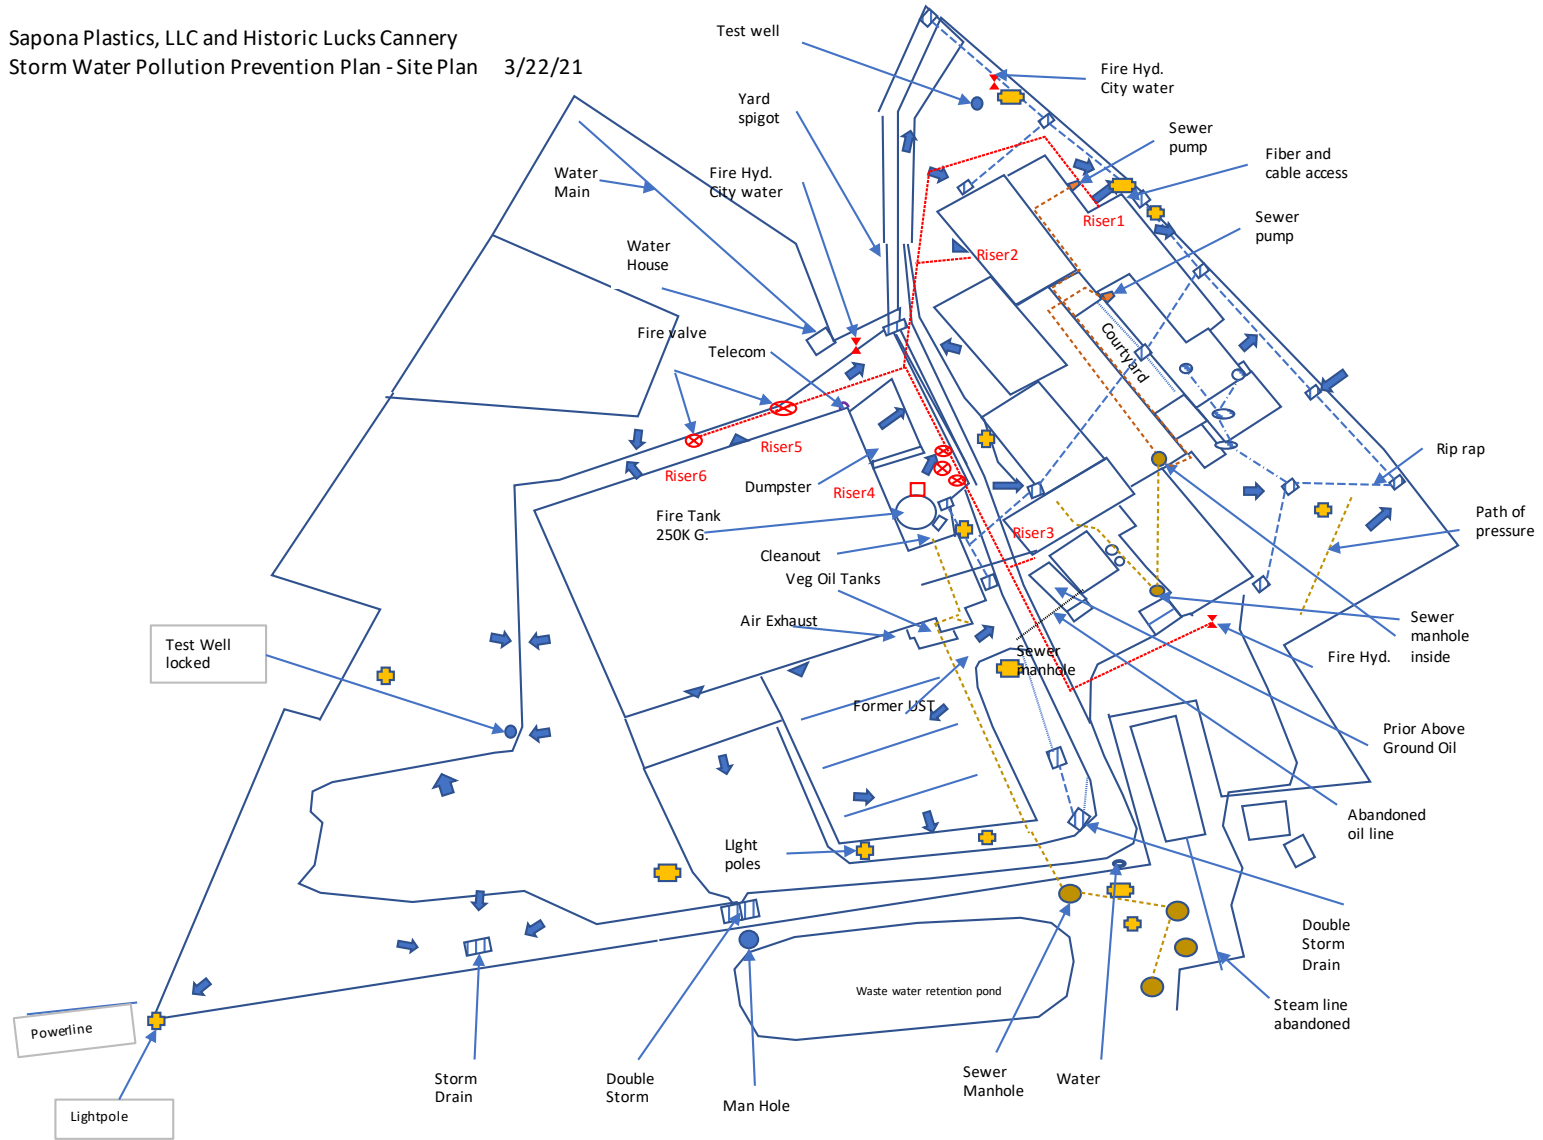 Sapona Plastics, LLC and Historic Lucks Cannery
Storm Water Pollution Prevention Plan - Site Plan 3/22/21
Test well
Fire Hyd.
City water
Yard
spigot
Sewer
pump
Fiber and
cable access
Water
Main
Fire Hyd.
City water
Riser1
Sewer
pump
Water
House
Riser2
Fire valve
Telecom
Courtyard
Riser5
Riser6
Rip rap
Dumpster
Riser4
Fire Tank
250K G.
Path of
pressure
Riser3
Cleanout
Veg Oil Tanks
Air Exhaust
Sewer
manhole
inside
Test Well
locked
Sewer
manhole
Fire Hyd.
Former UST
Prior Above
Ground Oil
Abandoned
oil line
LIght
poles
Double
Storm
Drain
Waste water retention pond
Steam line
abandoned
Powerline
Storm
Drain
Double
Storm
Man Hole
Sewer
Manhole
Water
Lightpole